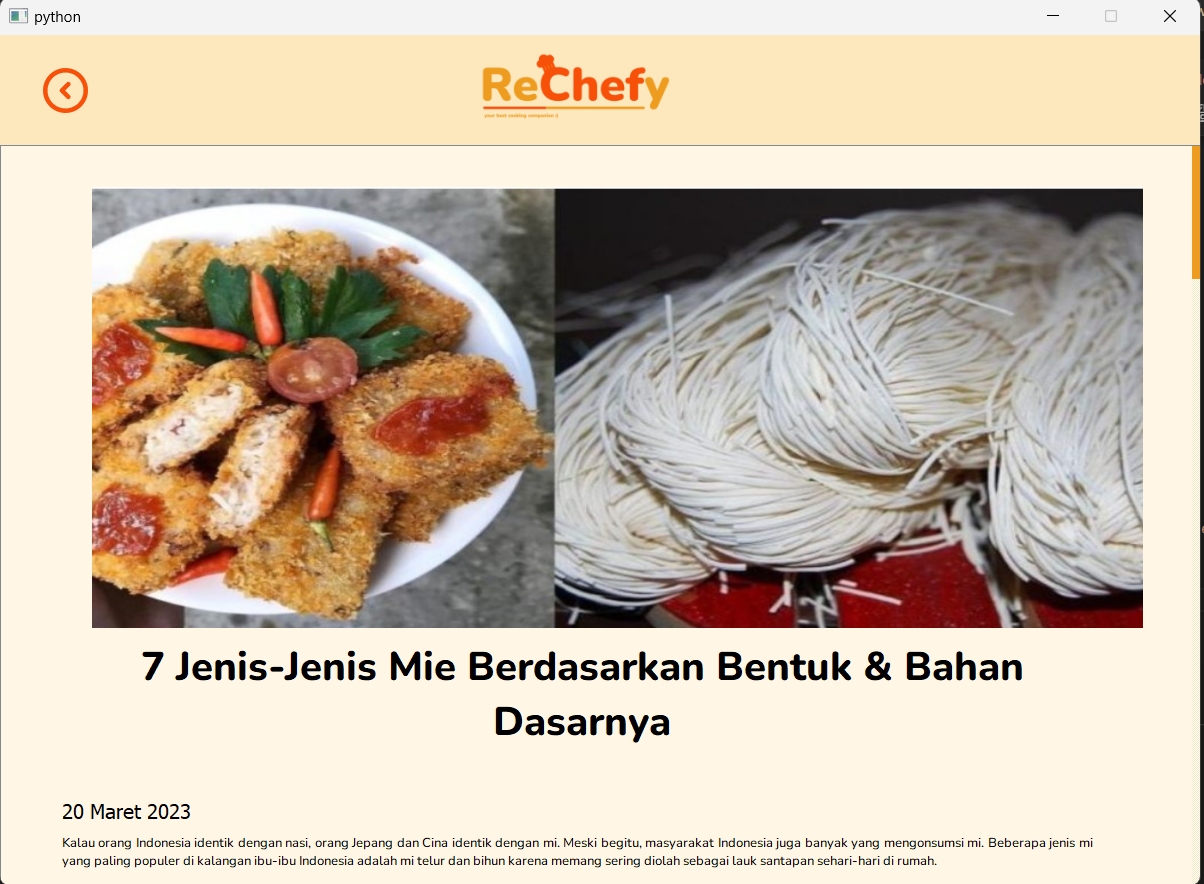 python
ReChefy
your best cooking companion :)
7 Jenis-Jenis Mie Berdasarkan Bentuk & Bahan
Dasarnya
20 Maret 2023
Kalau orang Indonesia identik dengan nasi, orang Jepang dan Cina identik dengan mi. Meski begitu, masyarakat Indonesia juga banyak yang mengonsumsi mi. Beberapa jenis mi
yang paling populer di kalangan ibu-ibu Indonesia adalah mi telur dan bihun karena memang sering diolah sebagai lauk santapan sehari-hari di rumah.